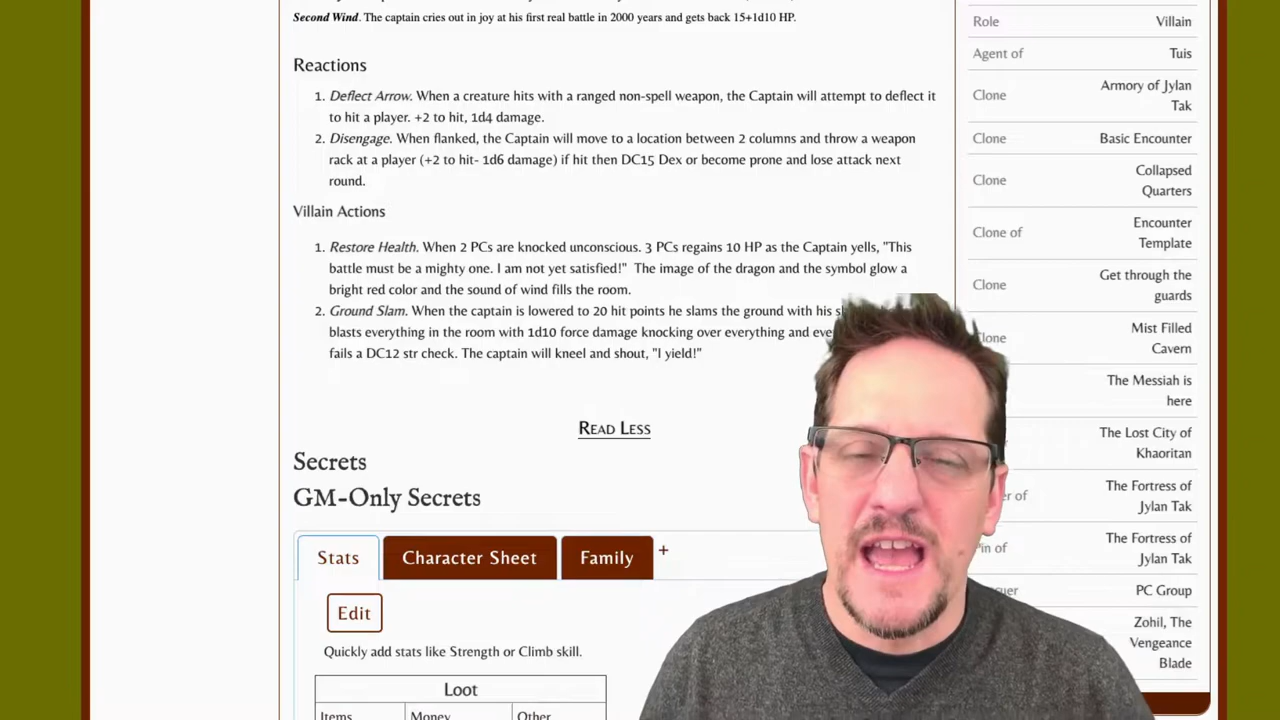 Second Wind. The captain cries out in joy at his first real battle in 2000 years and gets back 15+1d10 HP.
Reactions
1. Deflect Arrow. When a creature hits with a ranged non-spell weapon, the Captain will attempt to deflect it
to hit a player. +2 to hit, 1d4 damage.
2. Disengage. When flanked, the Captain will move to a location between 2 columns and throw a weapon
rack at a player (+2 to hit- 1d6 damage) if hit then DC15 Dex or become prone and lose attack next
round.
Villain Actions
1. Restore Health. When 2 PCs are knocked unconscious. 3 PCs regains 10 HP as the Captain yells, "This
battle must be a mighty one. I am not yet satisfied!" The image of the dragon and the symbol glow a
bright red color and the sound of wind fills the room.
2. Ground Slam. When the captain is lowered to 20 hit points he slams the ground with his
blasts everything in the room with 1d10 force damage knocking over everything and
fails a DC12 str check. The captain will kneel and shout, "I yield!"
READ LESS
Secrets
GM-Only Secrets
Stats
Character Sheet
Family
+
Edit
Quickly add stats like Strength or Climb skill.
Loot
Items
Money
Other
Role
Villain
Agent of
Tuis
Clone
Armory of Jylan
Tak
Clone
Basic Encounter
Clone
Collapsed
Quarters
Clone of
Encounter
Template
Clone
Get through the
guards
Mist Filled
Cavern
The Messiah is
here
The Lost City of
Khaoritan
of
The Fortress of
Jylan Tak
of
The Fortress of
Jylan Tak
PC Group
Zohil, The
Vengeance
Blade